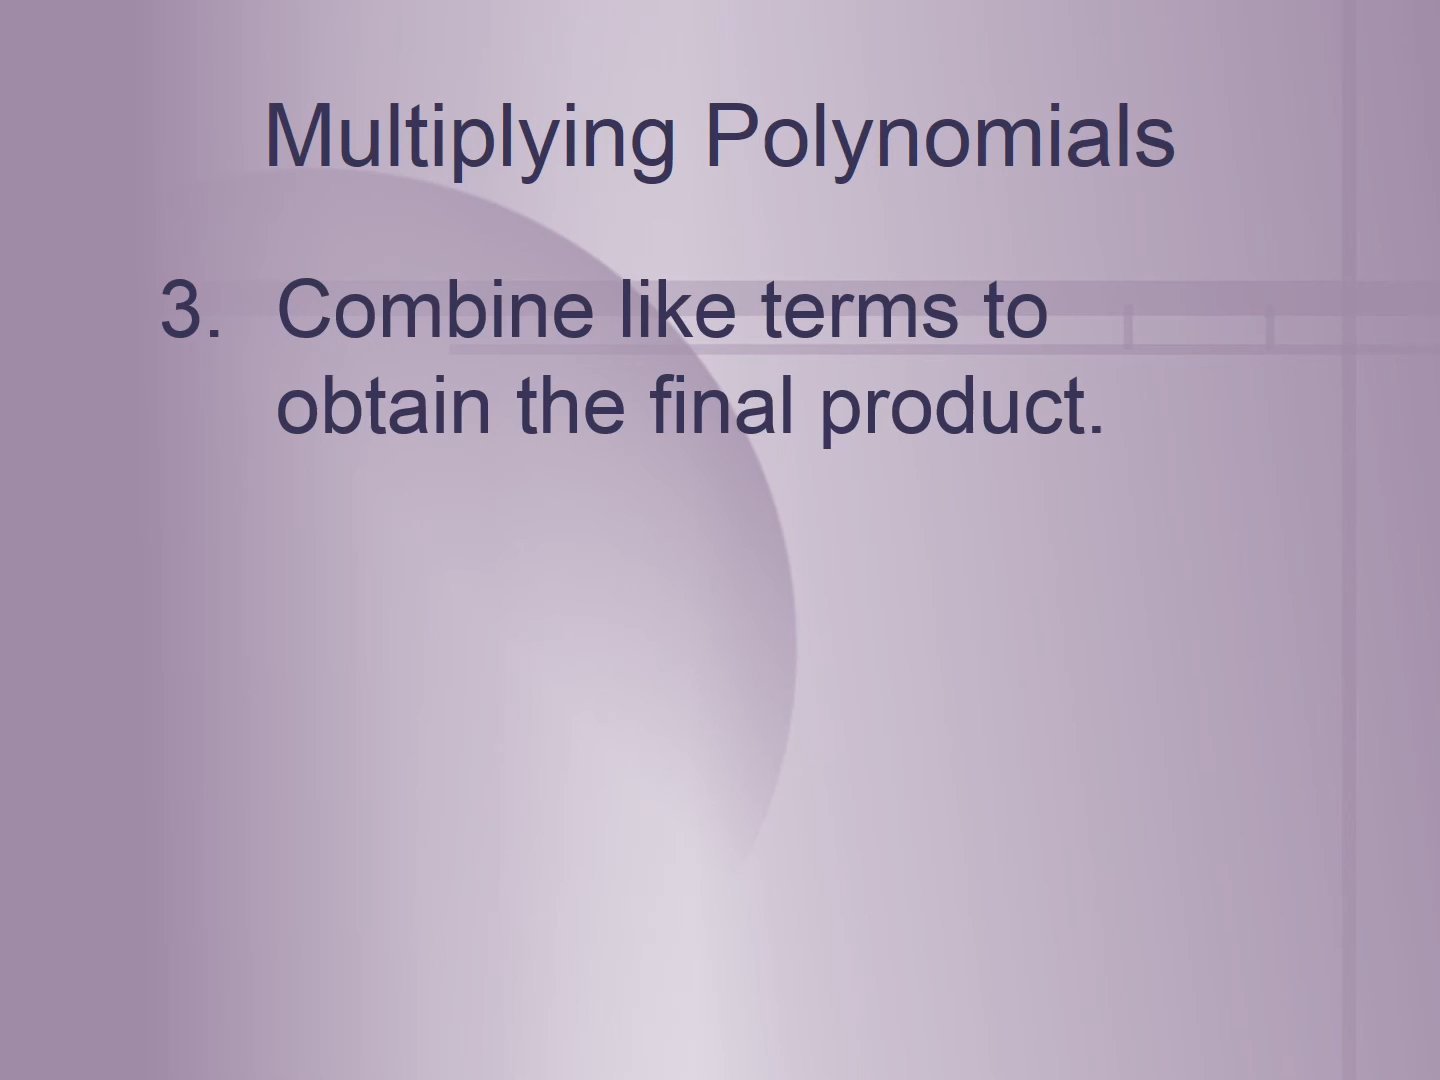 Multiplying Polynomials
3. Combine like terms to
obtain the final product.